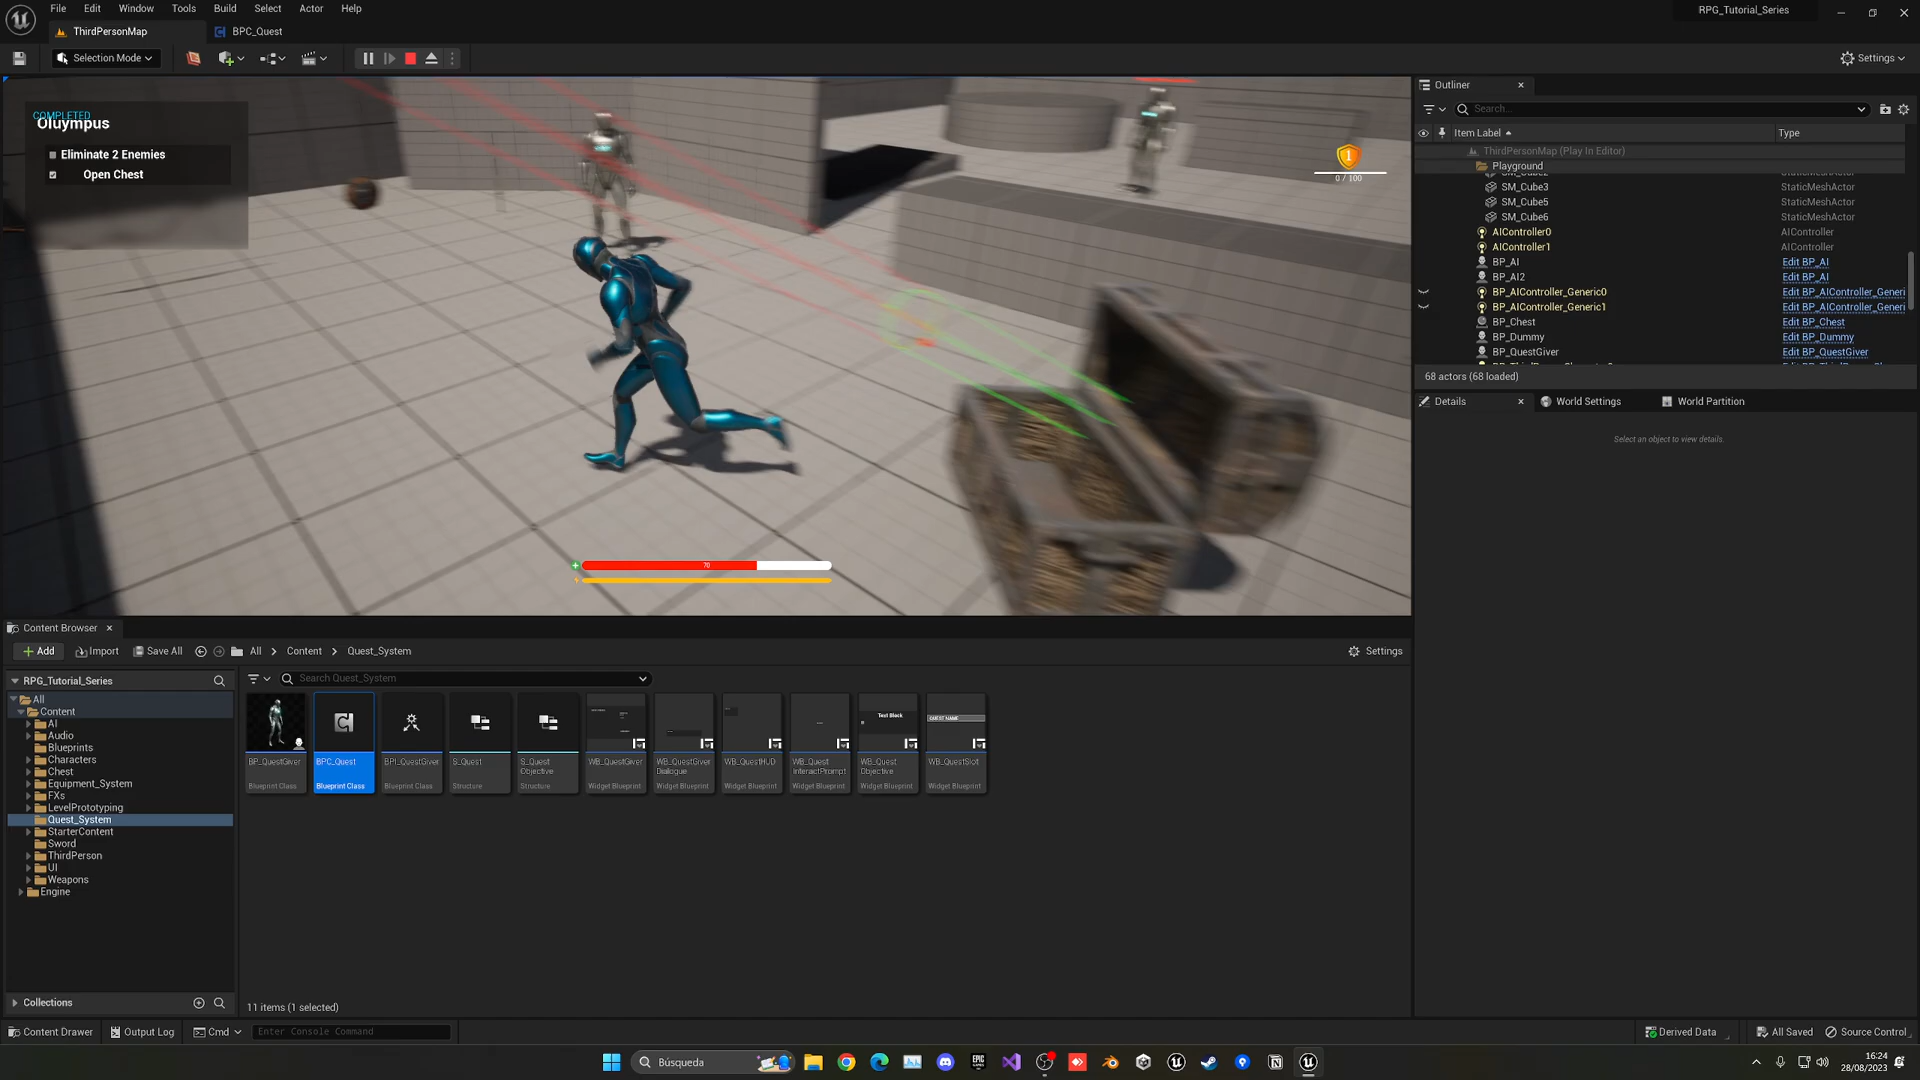 File Edit Window Tools Build Select Actor Help
RPG_Tutorial_Series
ThirdPersonMap
BPC_Quest
Selection Mode
Settings
COMPLETED
Oluympus
Eliminate 2 Enemies
Open Chest
1
0 / 100
70
Outliner
Search...
Item Label
Type
ThirdPersonMap (Play In Editor)
Playground
SM_Cube2 StaticMeshActor
SM_Cube3 StaticMeshActor
SM_Cube5 StaticMeshActor
SM_Cube6 StaticMeshActor
AIController0 AIController
AIController1 AIController
BP_AI Edit BP_AI
BP_AI2 Edit BP_AI
BP_AIController_Generic0 Edit BP_AIController_Generi
BP_AIController_Generic1 Edit BP_AIController_Generi
BP_Chest Edit BP_Chest
BP_Dummy Edit BP_Dummy
BP_QuestGiver Edit BP_QuestGiver
68 actors (68 loaded)
Details
World Settings
World Partition
Select an object to view details.
Content Browser
Add Import Save All All Content Quest_System
Settings
RPG_Tutorial_Series
Search Quest_System
All
Content
AI
Audio
Blueprints
Characters
Chest
Equipment_System
FXs
LevelPrototyping
Quest_System
StarterContent
Sword
ThirdPerson
UI
Weapons
Engine
Collections
BP_QuestGiver
Blueprint Class
BPC_Quest
Blueprint Class
BPI_QuestGiver
Blueprint Class
S_Quest
Structure
S_Quest
Objective
Structure
WB_QuestGiver
Widget Blueprint
WB_QuestGiver
Dialogue
Widget Blueprint
WB_QuestHUD
Widget Blueprint
WB_Quest
InteractPrompt
Widget Blueprint
Text Block
WB_Quest
Objective
Widget Blueprint
QUEST NAME
WB_QuestSlot
Widget Blueprint
11 items (1 selected)
Content Drawer
Output Log
Cmd
Enter Console Command
Derived Data
All Saved
Source Control
Búsqueda
16:24
28/08/2023